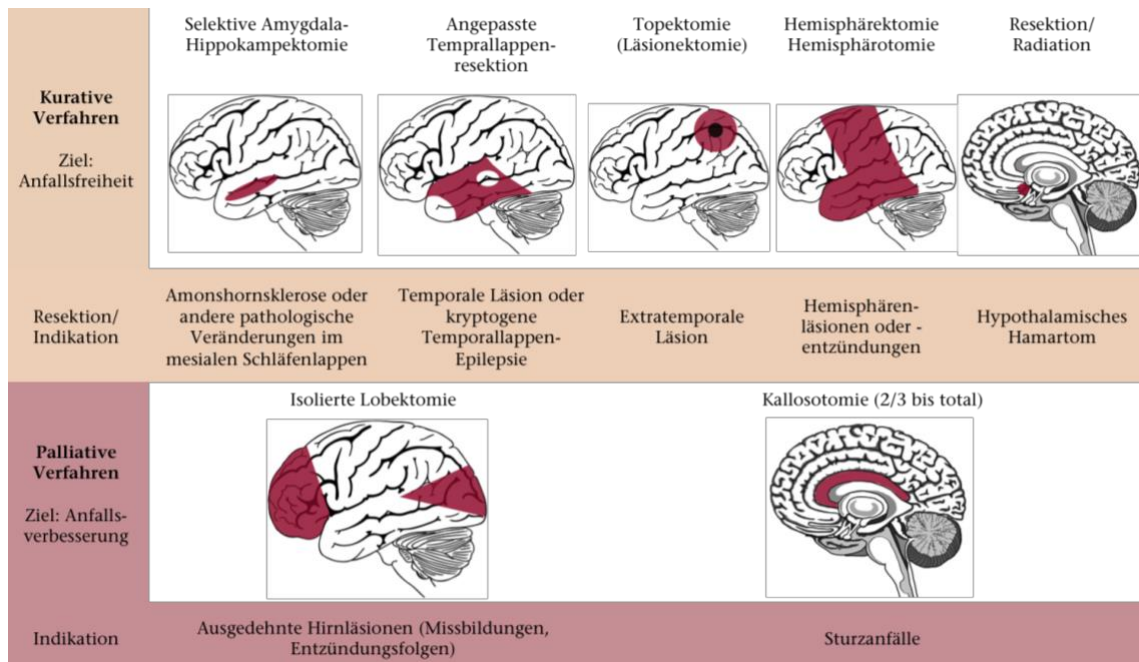 Selektive Amygdala-
Hippokampektomie
Angepasste
Temprallappen-
resektion
Topektomie
(Läsionektomie)
Hemisphärektomie
Hemisphärotomie
Resektion/
Radiation
Kurative
Verfahren
Ziel:
Anfallsfreiheit
Resektion/
Indikation
Amonshornsklerose oder
andere pathologische
Veränderungen im
mesialen Schläfenlappen
Temporale Läsion oder
kryptogene
Temporallappen-
Epilepsie
Extratemporale
Läsion
Hemisphären-
läsionen oder -
entzündungen
Hypothalamisches
Hamartom
Palliative
Verfahren
Ziel: Anfalls-
verbesserung
Isolierte Lobektomie
Kallosotomie (2/3 bis total)
Indikation
Ausgedehnte Hirnläsionen (Missbildungen,
Entzündungsfolgen)
Sturzanfälle